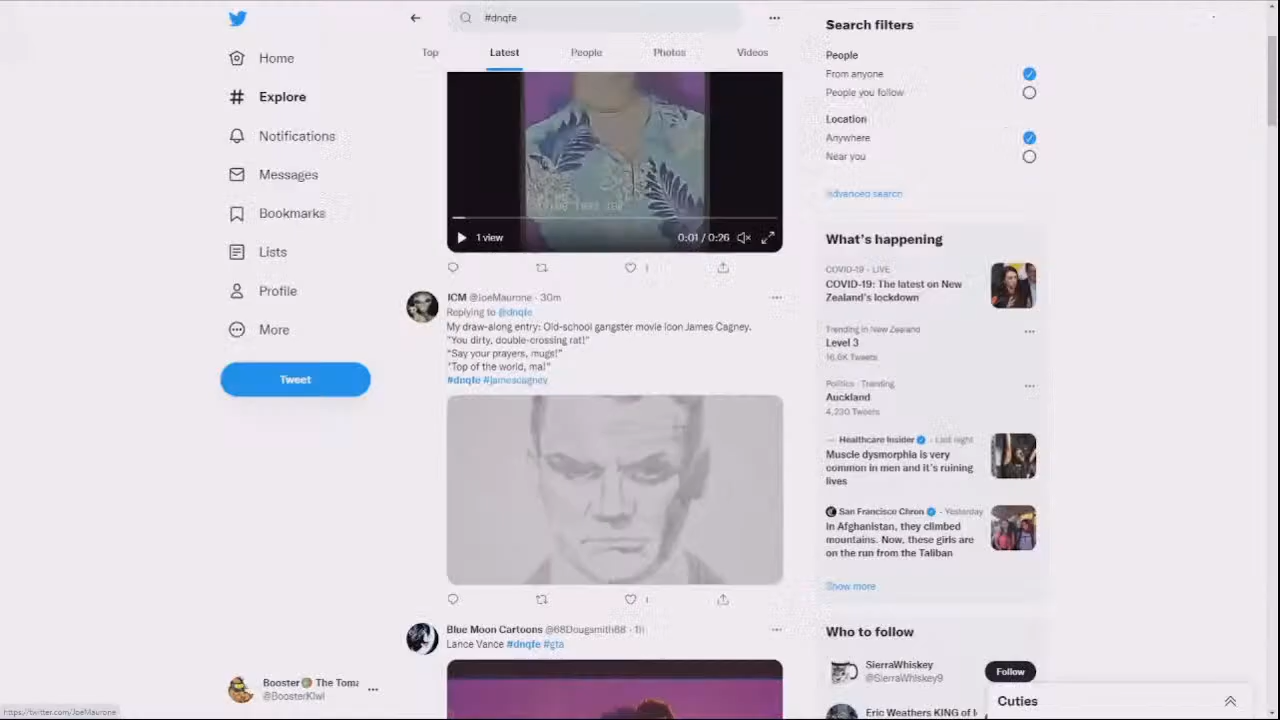 #dnqfe
Home
Explore
Notifications
Messages
Bookmarks
Lists
Profile
More
Tweet
Booster
The Toma
@BoosterKiwi
https://twitter.com/JoeMaurone
Top
Latest
People
Photos
Videos
1 view
0:01 / 0:26
1
JCM @JoeMaurone · 30m
Replying to @dnqfe
My draw-along entry: Old-school gangster movie icon James Cagney.
"You dirty, double-crossing rat!"
"Say your prayers, mugs!"
"Top of the world, ma!"
#dnqfe #jamescagney
1
Blue Moon Cartoons @68Dougsmith68 · 1h
Lance Vance #dnqfe #gta
Search filters
People
From anyone
People you follow
Location
Anywhere
Near you
Advanced search
What's happening
COVID-19 · LIVE
COVID-19: The latest on New
Zealand's lockdown
Trending in New Zealand
Level 3
16.6K Tweets
Politics · Trending
Auckland
4,230 Tweets
Healthcare Insider · Last night
Muscle dysmorphia is very
common in men and it's ruining
lives
San Francisco Chron · Yesterday
In Afghanistan, they climbed
mountains. Now, these girls are
on the run from the Taliban
Show more
Who to follow
SierraWhiskey
@SierraWhiskey9
Follow
Eric Weathers KING of
Cuties